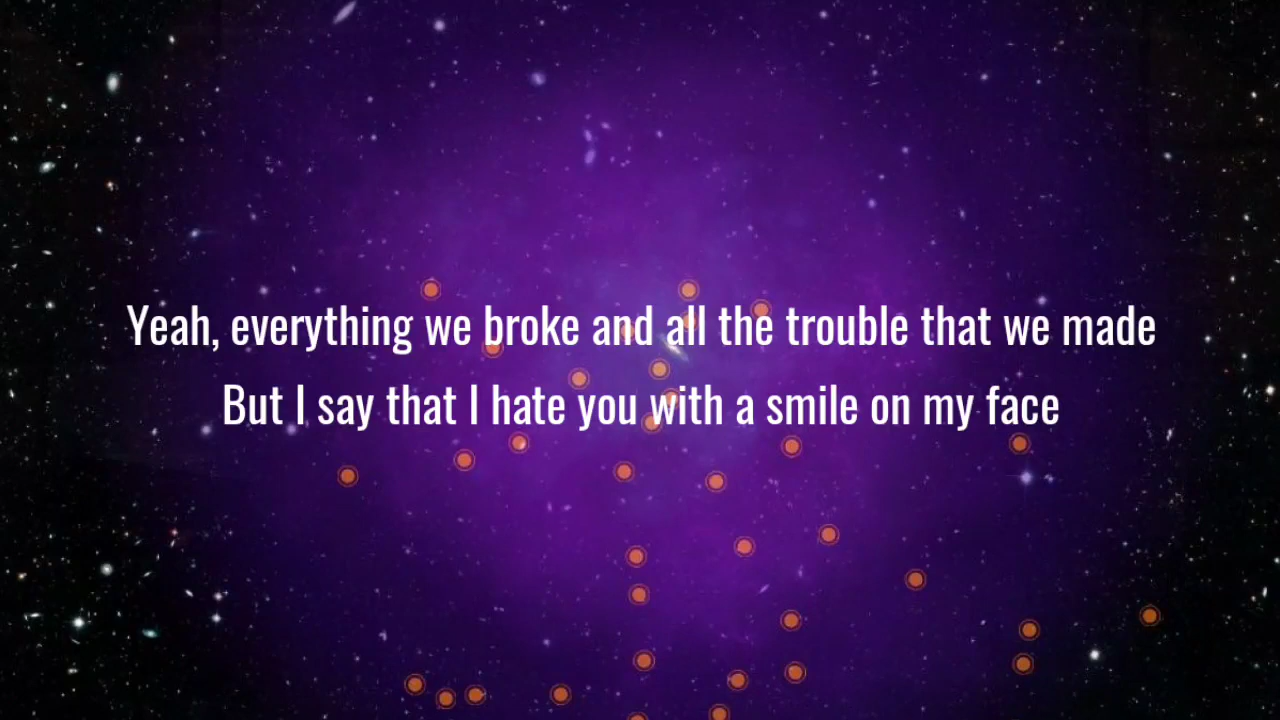 Yeah, everything we broke and all the trouble that we made
But I say that I hate you with a smile on my face